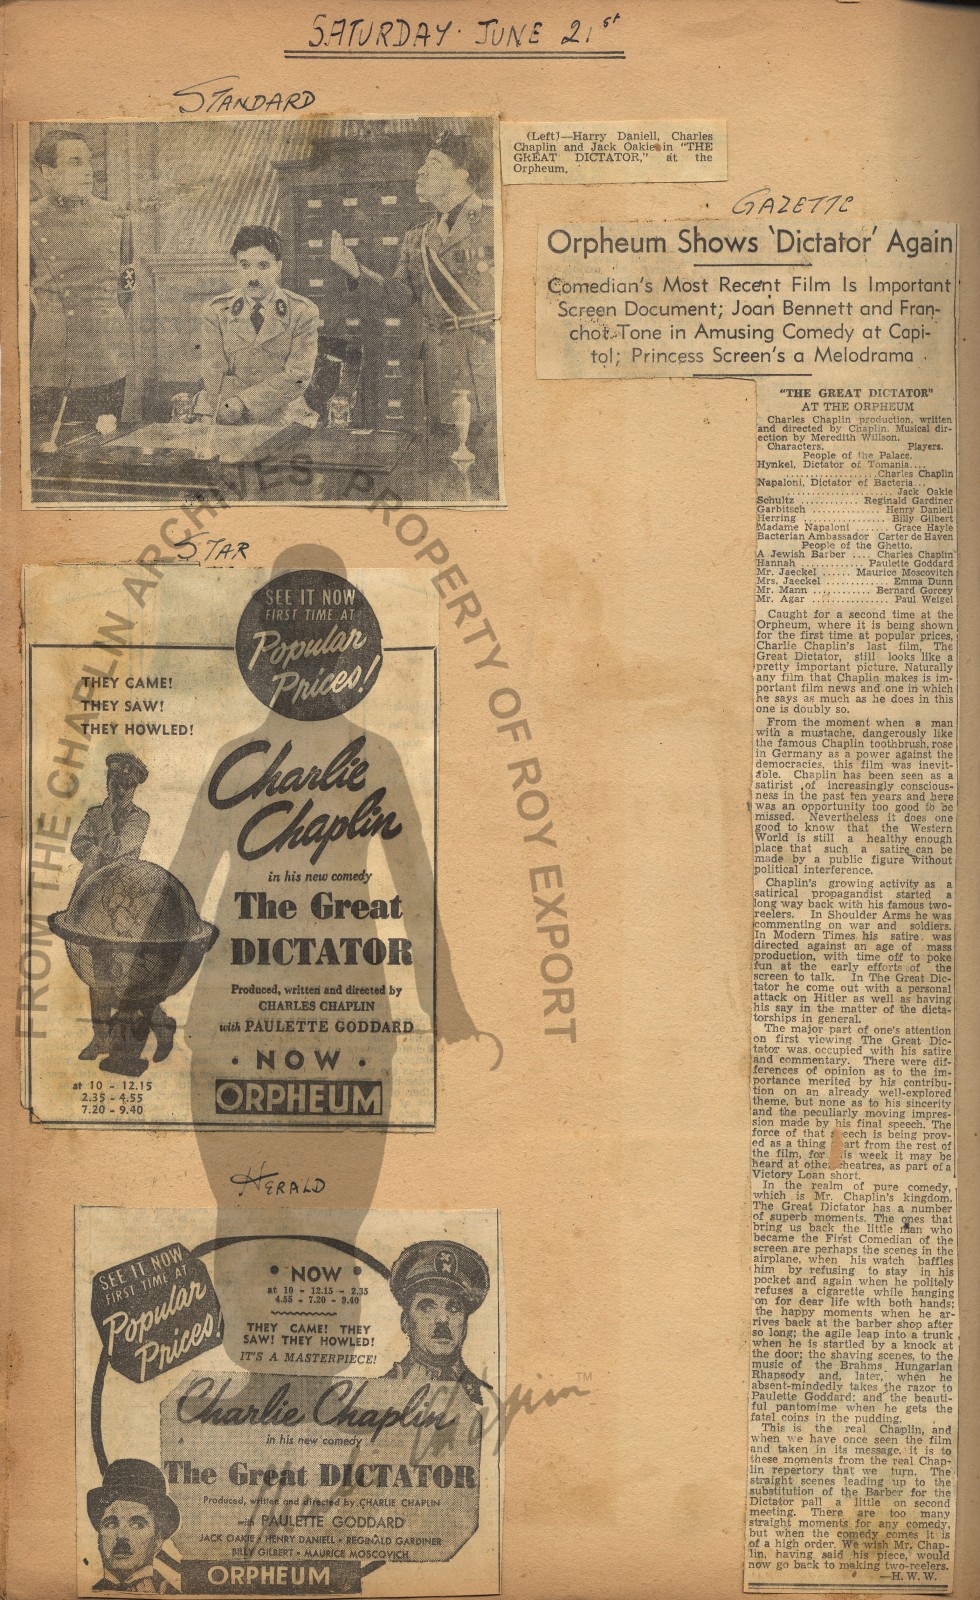 SATURDAY JUNE 21st
STANDARD
(Left)—Harry Daniell, Charles
Chaplin and Jack Oakie in "THE
GREAT DICTATOR," at the
Orpheum.
GAZETTE
Orpheum Shows 'Dictator' Again
Comedian's Most Recent Film Is Important
Screen Document; Joan Bennett and Fran-
chot Tone in Amusing Comedy at Capi-
tol; Princess Screen's a Melodrama
"THE GREAT DICTATOR"
AT THE ORPHEUM
Charles Chaplin production, written
and directed by Chaplin. Musical dir-
ection by Meredith Willson.
Characters. Players.
People of the Palace.
Hynkel, Dictator of Tomania....
....................Charles Chaplin
Napaloni, Dictator of Bacteria...
....................... Jack Oakie
Schultz ........... Reginald Gardiner
Garbitsch ............. Henry Daniell
Herring ................ Billy Gilbert
Madame Napaloni ....... Grace Hayle
Bacterian Ambassador Carter de Haven
People of the Ghetto.
A Jewish Barber .... Charles Chaplin
Hannah ............ Paulette Goddard
Mr. Jaeckel ...... Maurice Moscovitch
Mrs. Jaeckel ............ Emma Dunn
Mr. Mann ............ Bernard Gorcey
Mr. Agar ............... Paul Weigel
Caught for a second time at the
Orpheum, where it is being shown
for the first time at popular prices,
Charlie Chaplin's last film, The
Great Dictator, still looks like a
pretty important picture. Naturally
any film that Chaplin makes is im-
portant film news and one in which
he says as much as he does in this
one is doubly so.
From the moment when a man
with a mustache, dangerously like
the famous Chaplin toothbrush, rose
in Germany as a power against the
democracies, this film was inevit-
able. Chaplin has been seen as a
satirist of increasingly conscious-
ness in the past ten years and here
was an opportunity too good to be
missed. Nevertheless it does one
good to know that the Western
World is still a healthy enough
place that such a satire can be
made by a public figure without
political interference.
Chaplin's growing activity as a
satirical propagandist started a
long way back with his famous two-
reelers. In Shoulder Arms he was
commenting on war and soldiers.
In Modern Times his satire was
directed against an age of mass
production, with time off to poke
fun at the early efforts of the
screen to talk. In The Great Dic-
tator he come out with a personal
attack on Hitler as well as having
his say in the matter of the dicta-
torships in general.
The major part of one's attention
on first viewing The Great Dic-
tator was occupied with his satire
and commentary. There were dif-
ferences of opinion as to the im-
portance merited by his contribu-
tion on an already well-explored
theme, but none as to his sincerity
and the peculiarly moving impres-
sion made by his final speech. The
force of that eech is being prov-
ed as a thing art from the rest of
the film, for is week it may be
heard at other theatres, as part of a
Victory Loan short.
In the realm of pure comedy,
which is Mr. Chaplin's kingdom.
The Great Dictator has a number
of superb moments. The ones that
bring us back the little man who
became the First Comedian of the
screen are perhaps the scenes in the
airplane, when his watch baffles
him by refusing to stay in his
pocket and again when he politely
refuses a cigarette while hanging
on for dear life with both hands;
the happy moments when he ar-
rives back at the barber shop after
so long; the agile leap into a trunk
when he is startled by a knock at
the door; the shaving scenes, to the
music of the Brahms Hungarian
Rhapsody and, later, when he
absent-mindedly takes the razor to
Paulette Goddard; and the beauti-
ful pantomime when he gets the
fatal coins in the pudding.
This is the real Chaplin, and
when we have once seen the film
and taken in its message, it is to
these moments from the real Chap-
lin repertory that we turn. The
straight scenes leading up to the
substitution of the Barber for the
Dictator pall a little on second
meeting. There are too many
straight moments for any comedy,
but when the comedy comes it is
of a high order. We wish Mr. Chap-
lin, having said his piece, would
now go back to making two-reelers.
—H. W. W.
STAR
SEE IT NOW
FIRST TIME AT
Popular
Prices!
THEY CAME!
THEY SAW!
THEY HOWLED!
Charlie
Chaplin
in his new comedy
The Great
DICTATOR
Produced, written and directed by
CHARLES CHAPLIN
with PAULETTE GODDARD
• NOW •
ORPHEUM
at 10 - 12.15
2.35 - 4.55
7.20 - 9.40
HERALD
SEE IT NOW
FIRST TIME AT
Popular
Prices!
• NOW •
at 10 - 12.15 - 2.35
4.55 - 7.20 - 9.40
THEY CAME! THEY
SAW! THEY HOWLED!
IT'S A MASTERPIECE!
Charlie Chaplin
in his new comedy
The Great DICTATOR
Produced, written and directed by CHARLIE CHAPLIN
with PAULETTE GODDARD
JACK OAKIE • HENRY DANIELL • REGINALD GARDINER
BILLY GILBERT • MAURICE MOSCOVICH
ORPHEUM
FROM THE CHAPLIN ARCHIVES, PROPERTY OF ROY EXPORT
Chaplin TM